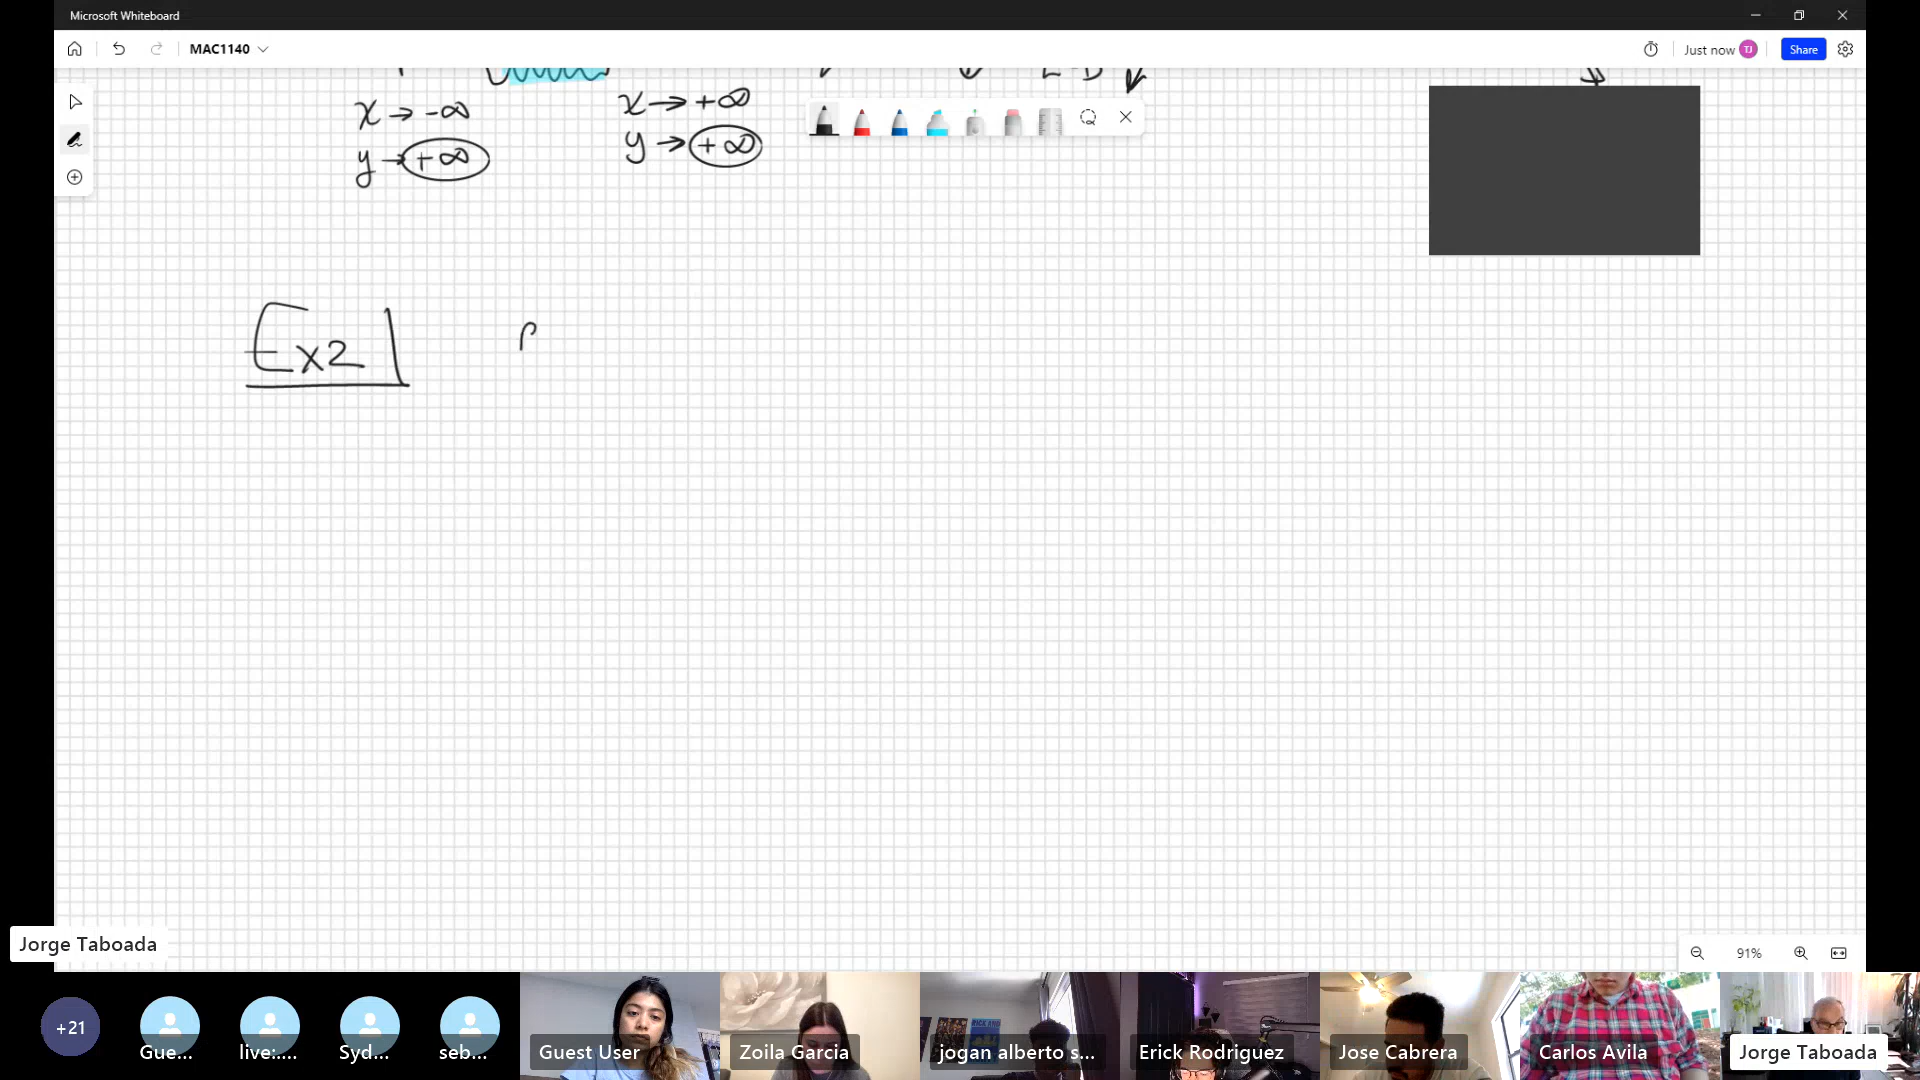 Microsoft Whiteboard
MAC1140
Just now TJ Share
x → -∞
y → +∞
x → +∞
y → +∞
Ex2
91%
Jorge Taboada
+21
Gue...
live:....
Syd...
seb...
Guest User
Zoila Garcia
jogan alberto s...
Erick Rodriguez
Jose Cabrera
Carlos Avila
Jorge Taboada